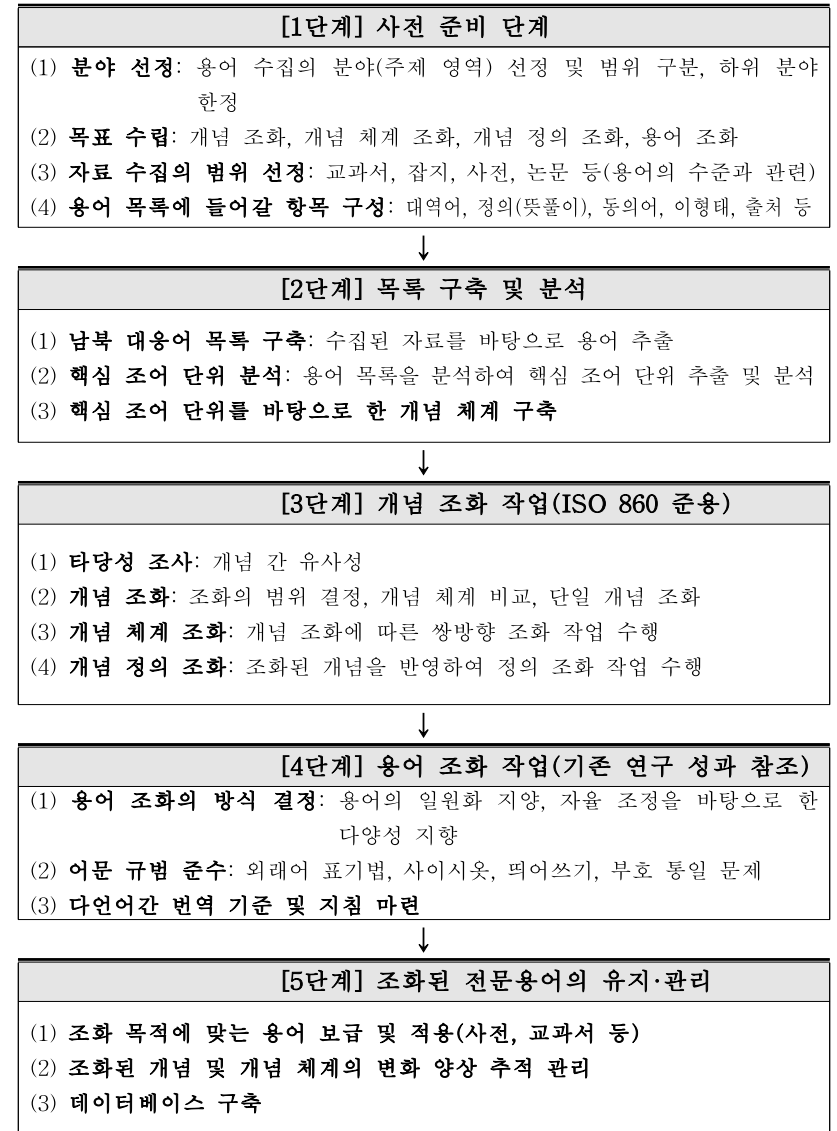 [1단계] 사전 준비 단계
(1) 분야 선정: 용어 수집의 분야(주제 영역) 선정 및 범위 구분, 하위 분야
한정
(2) 목표 수립: 개념 조화, 개념 체계 조화, 개념 정의 조화, 용어 조화
(3) 자료 수집의 범위 선정: 교과서, 잡지, 사전, 논문 등(용어의 수준과 관련)
(4) 용어 목록에 들어갈 항목 구성: 대역어, 정의(뜻풀이), 동의어, 이형태, 출처 등
↓
[2단계] 목록 구축 및 분석
(1) 남북 대응어 목록 구축: 수집된 자료를 바탕으로 용어 추출
(2) 핵심 조어 단위 분석: 용어 목록을 분석하여 핵심 조어 단위 추출 및 분석
(3) 핵심 조어 단위를 바탕으로 한 개념 체계 구축
↓
[3단계] 개념 조화 작업(ISO 860 준용)
(1) 타당성 조사: 개념 간 유사성
(2) 개념 조화: 조화의 범위 결정, 개념 체계 비교, 단일 개념 조화
(3) 개념 체계 조화: 개념 조화에 따른 쌍방향 조화 작업 수행
(4) 개념 정의 조화: 조화된 개념을 반영하여 정의 조화 작업 수행
↓
[4단계] 용어 조화 작업(기존 연구 성과 참조)
(1) 용어 조화의 방식 결정: 용어의 일원화 지양, 자율 조정을 바탕으로 한
다양성 지향
(2) 어문 규범 준수: 외래어 표기법, 사이시옷, 띄어쓰기, 부호 통일 문제
(3) 다언어간 번역 기준 및 지침 마련
↓
[5단계] 조화된 전문용어의 유지·관리
(1) 조화 목적에 맞는 용어 보급 및 적용(사전, 교과서 등)
(2) 조화된 개념 및 개념 체계의 변화 양상 추적 관리
(3) 데이터베이스 구축